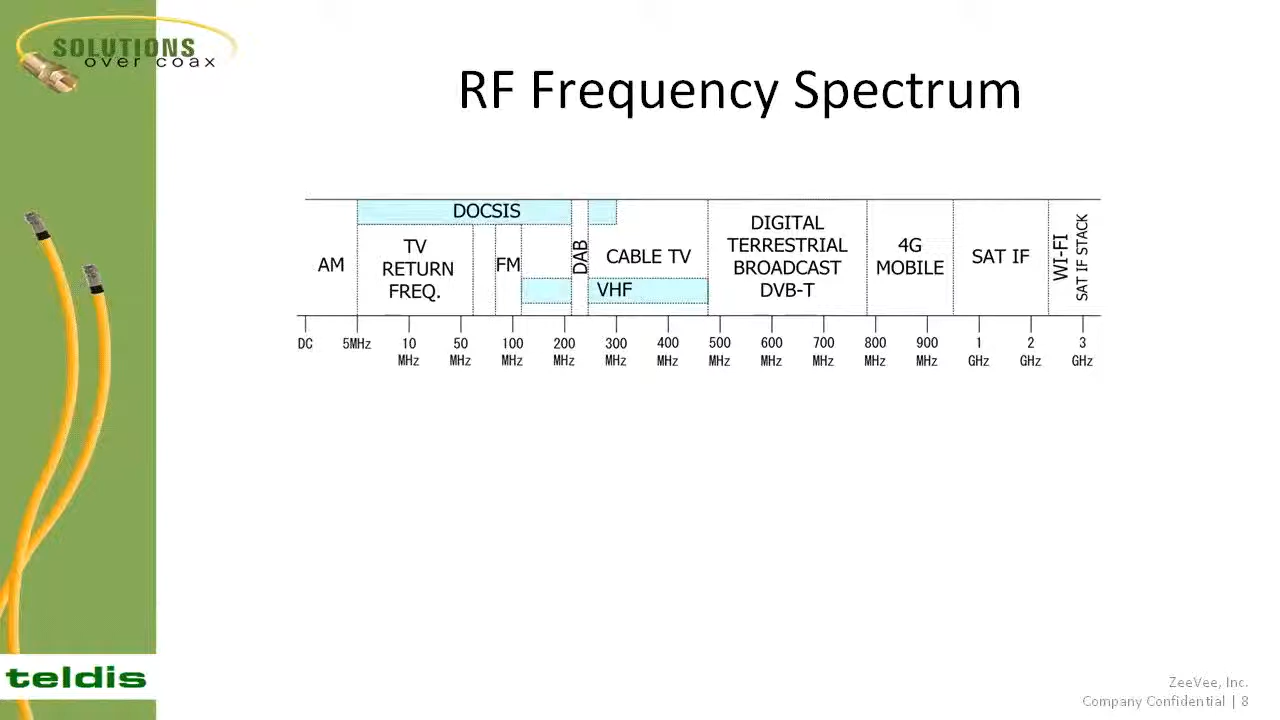 SOLUTIONS
over coax
RF Frequency Spectrum
DOCSIS
AM
TV
RETURN
FREQ.
FM
DAB
CABLE TV
VHF
DIGITAL
TERRESTRIAL
BROADCAST
DVB-T
4G
MOBILE
SAT IF
WI-FI
SAT IF STACK
DC
5MHz
10
MHz
50
MHz
100
MHz
200
MHz
300
MHz
400
MHz
500
MHz
600
MHz
700
MHz
800
MHz
900
MHz
1
GHz
2
GHz
3
GHz
teldis
ZeeVee, Inc.
Company Confidential | 8